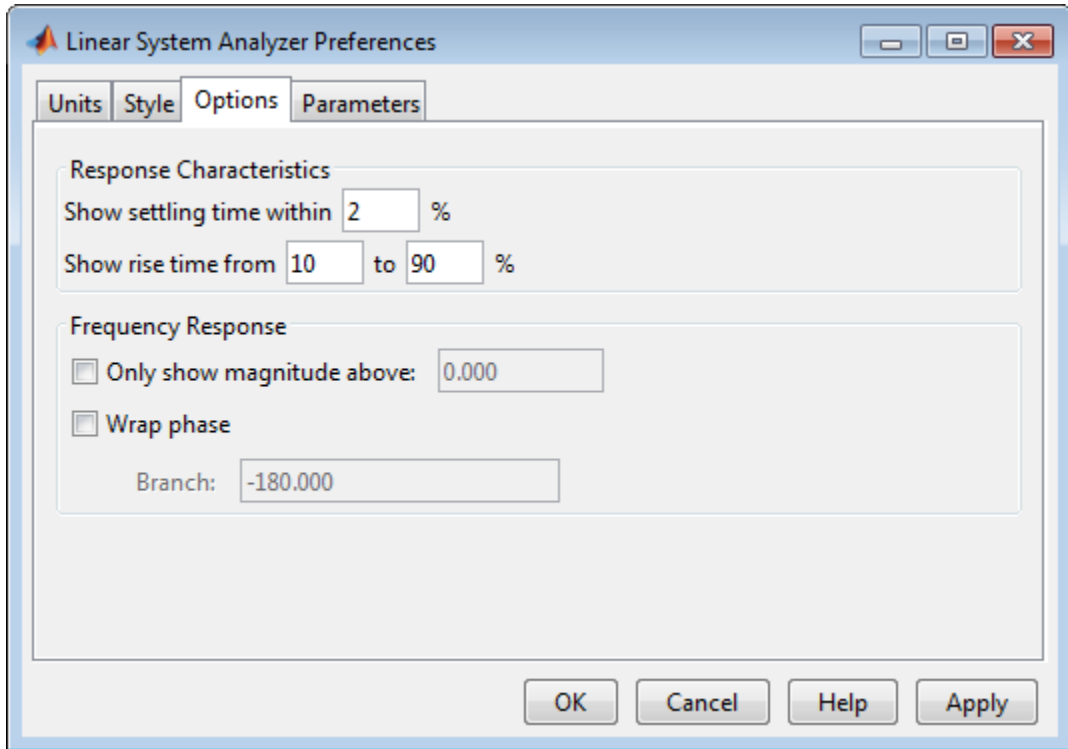 Linear System Analyzer Preferences
Units Style Options Parameters
Response Characteristics
Show settling time within 2 %
Show rise time from 10 to 90 %
Frequency Response
Only show magnitude above: 0.000
Wrap phase
Branch: -180.000
OK Cancel Help Apply